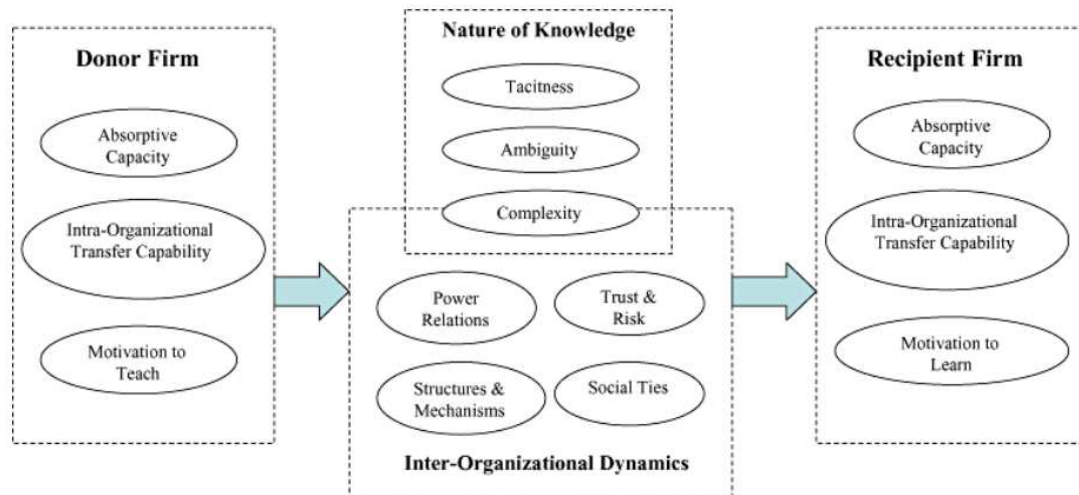 Donor Firm
Absorptive
Capacity
Intra-Organizational
Transfer Capability
Motivation to
Teach
Nature of Knowledge
Tacitness
Ambiguity
Complexity
Power
Relations
Trust &
Risk
Structures &
Mechanisms
Social Ties
Inter-Organizational Dynamics
Recipient Firm
Absorptive
Capacity
Intra-Organizational
Transfer Capability
Motivation to
Learn